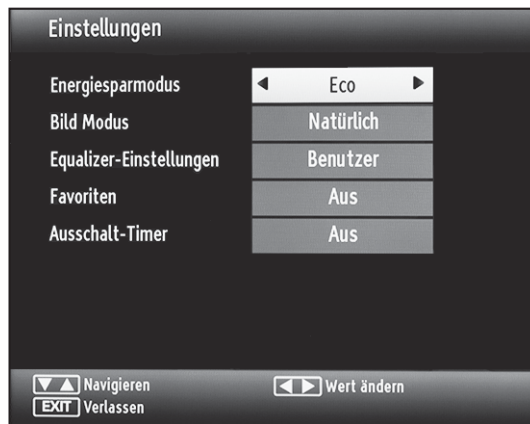 Einstellungen
Energiesparmodus ◀ Eco ▶
Bild Modus Natürlich
Equalizer-Einstellungen Benutzer
Favoriten Aus
Ausschalt-Timer Aus
▼ ▲ Navigieren ◀ ▶ Wert ändern
EXIT Verlassen